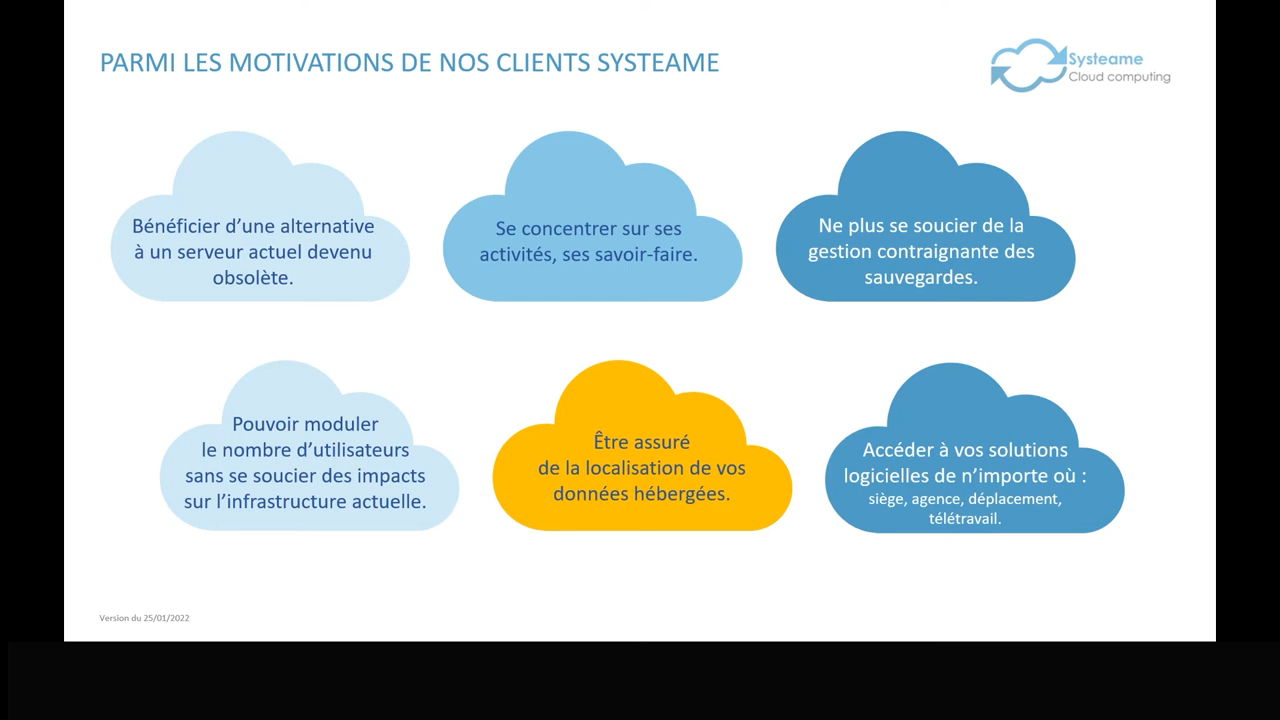 PARMI LES MOTIVATIONS DE NOS CLIENTS SYSTEAME
Systeame
Cloud computing
Bénéficier d’une alternative
à un serveur actuel devenu
obsolète.
Se concentrer sur ses
activités, ses savoir-faire.
Ne plus se soucier de la
gestion contraignante des
sauvegardes.
Pouvoir moduler
le nombre d’utilisateurs
sans se soucier des impacts
sur l’infrastructure actuelle.
Être assuré
de la localisation de vos
données hébergées.
Accéder à vos solutions
logicielles de n’importe où :
siège, agence, déplacement,
télétravail.
Version du 25/01/2022